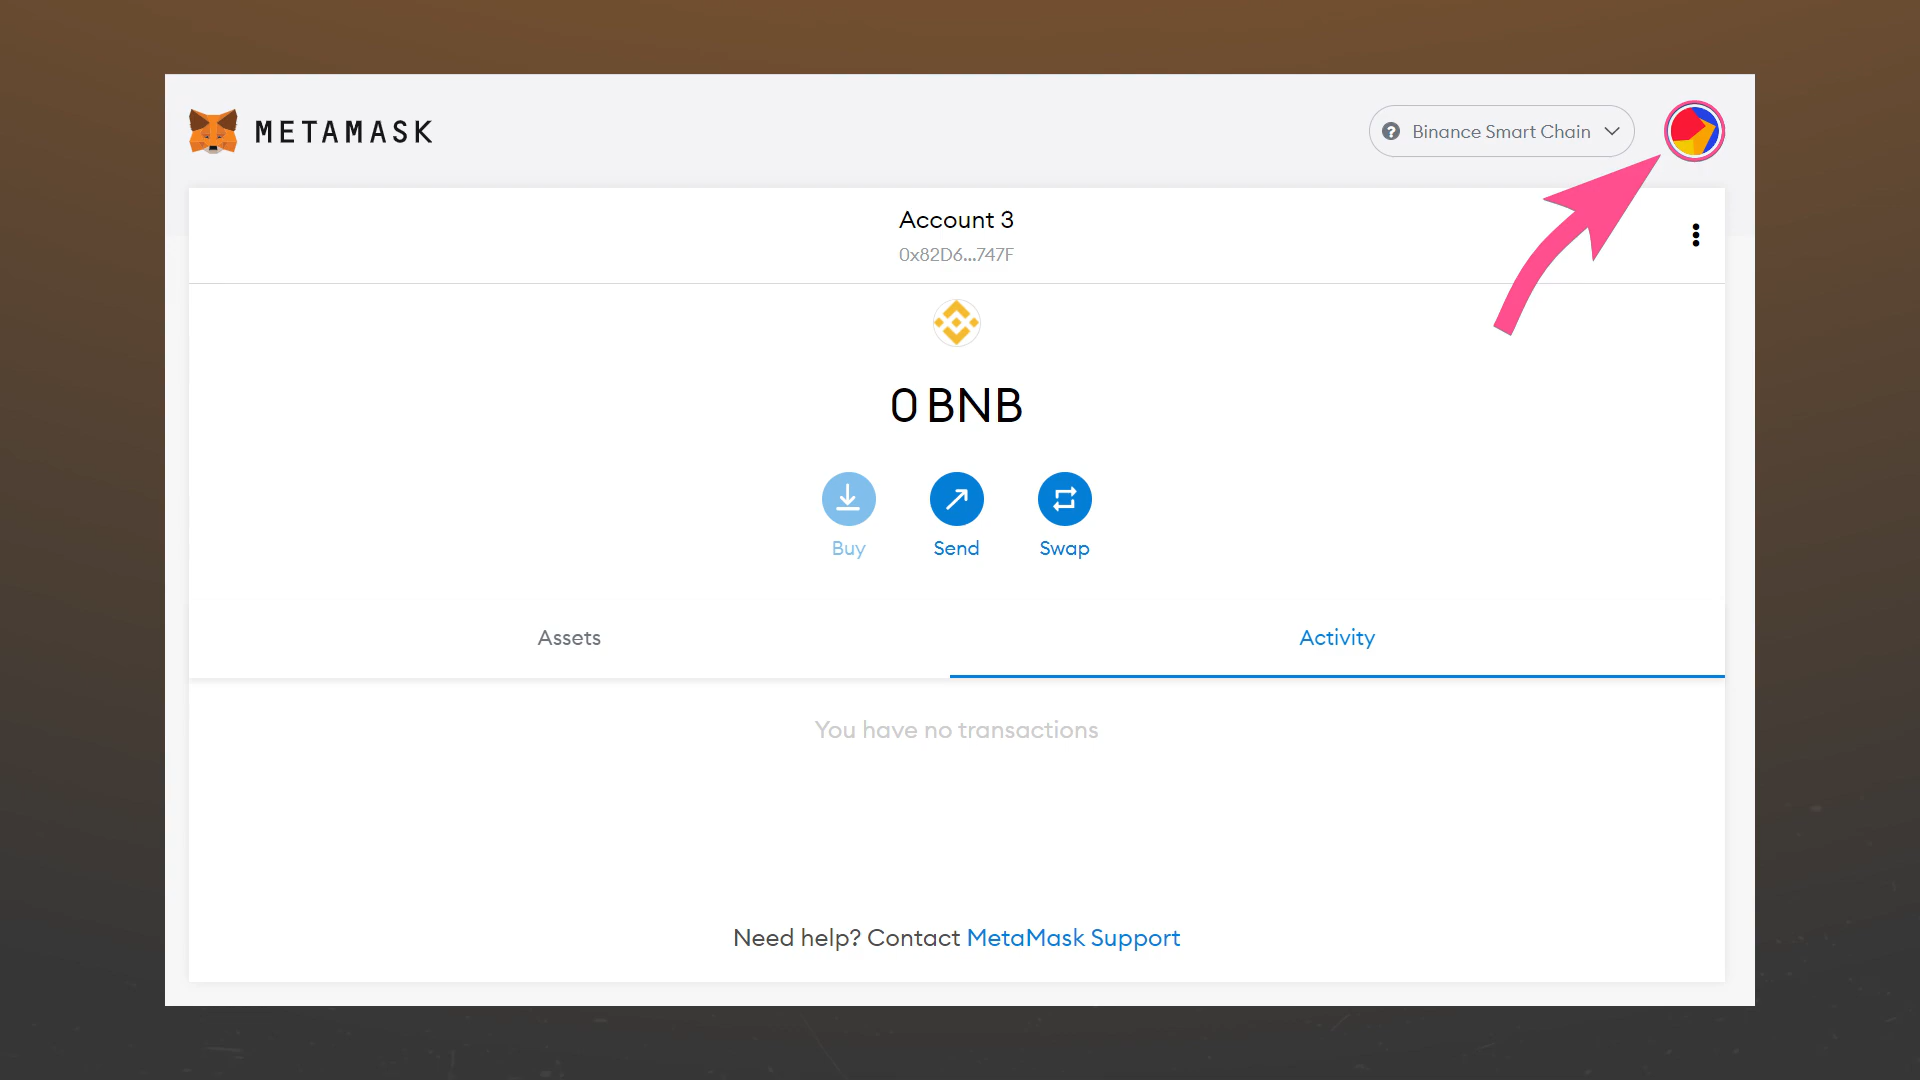 METAMASK
? Binance Smart Chain
Account 3
0x82D6...747F
0 BNB
Buy
Send
Swap
Assets
Activity
You have no transactions
Need help? Contact MetaMask Support